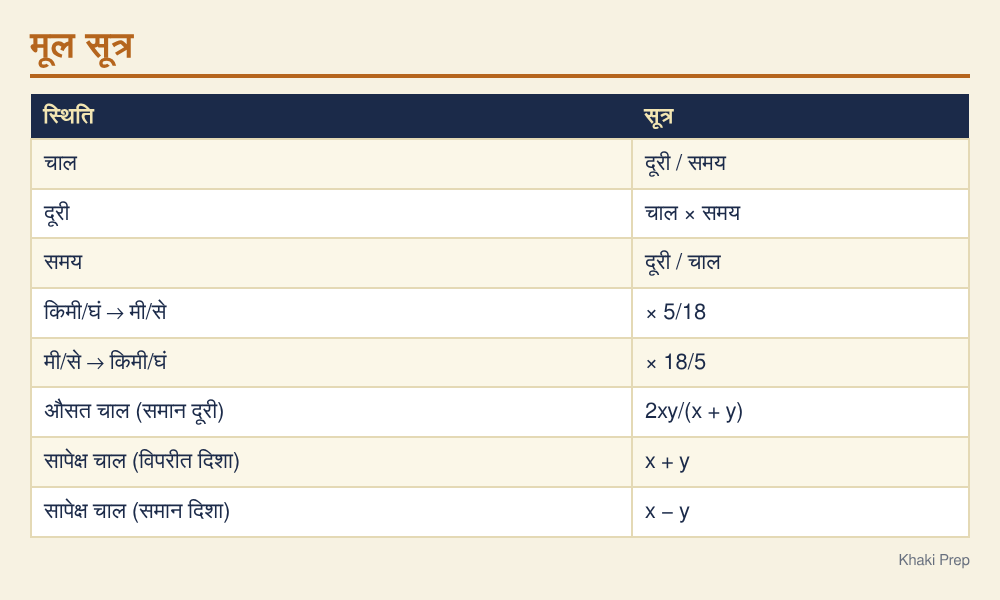 मूल सूत्र
स्थिति सूत्र
चाल दूरी / समय
दूरी चाल × समय
समय दूरी / चाल
किमी/घं → मी/से × 5/18
मी/से → किमी/घं × 18/5
औसत चाल (समान दूरी) 2xy/(x + y)
सापेक्ष चाल (विपरीत दिशा) x + y
सापेक्ष चाल (समान दिशा) x − y
Khaki Prep